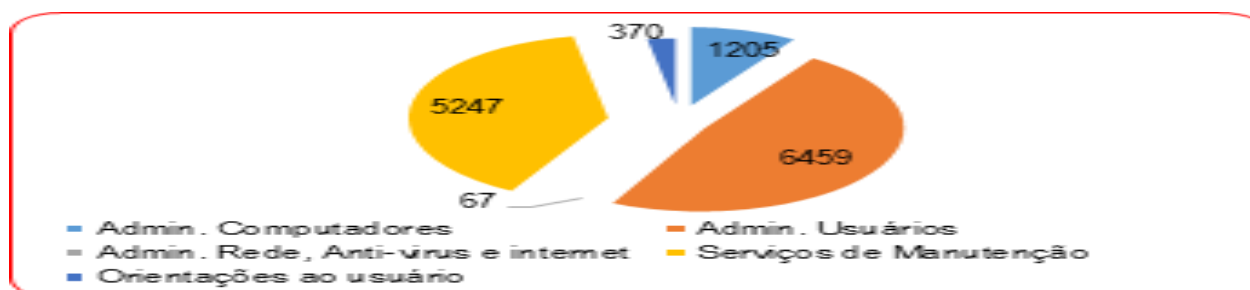 370
1205
5247
6459
67
Admin. Computadores
Admin. Usuários
Admin. Rede, Anti-virus e internet
Serviços de Manutenção
Orientações ao usuário